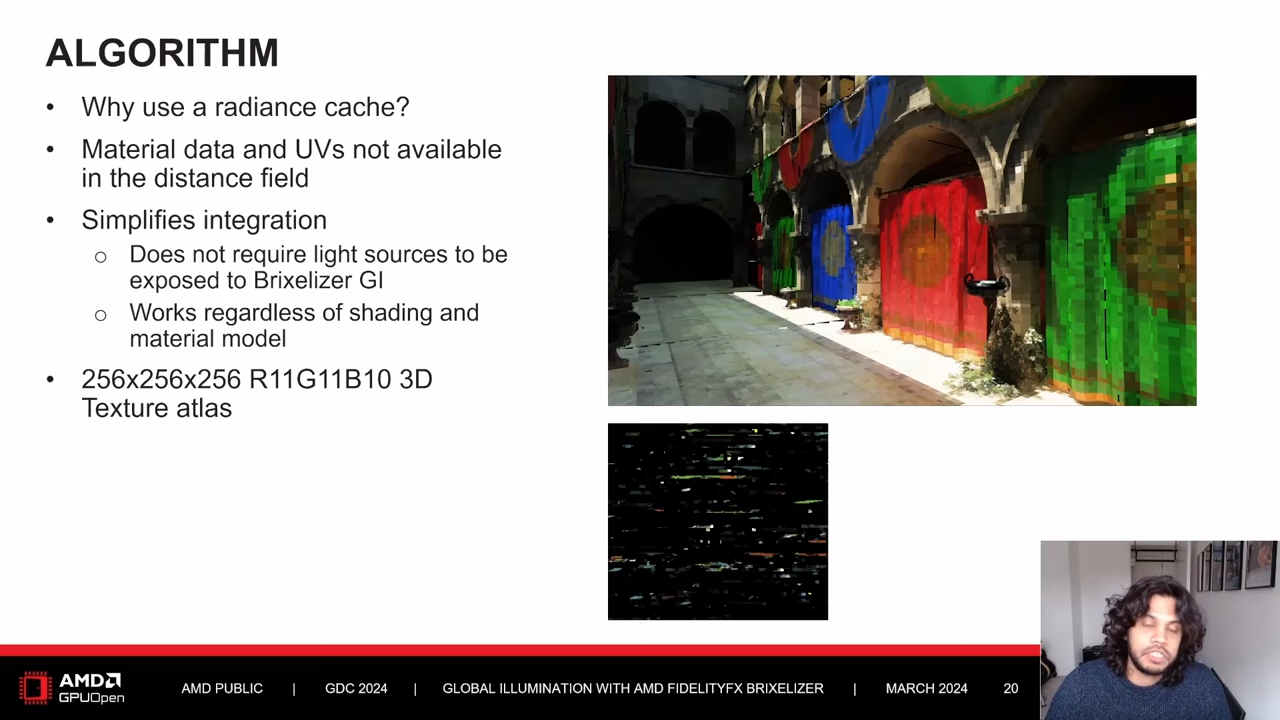 ALGORITHM
• Why use a radiance cache?
• Material data and UVs not available
in the distance field
• Simplifies integration
o Does not require light sources to be
exposed to Brixelizer GI
o Works regardless of shading and
material model
• 256x256x256 R11G11B10 3D
Texture atlas
AMD
GPUOpen
AMD PUBLIC | GDC 2024 | GLOBAL ILLUMINATION WITH AMD FIDELITYFX BRIXELIZER | MARCH 2024 20